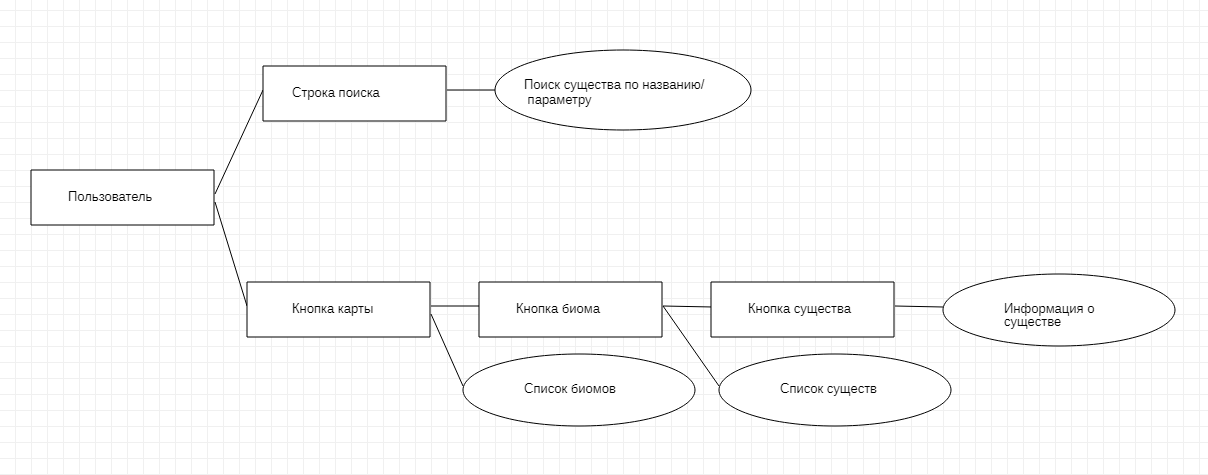 Строка поиска
Поиск существа по названию/
параметру
Пользователь
Кнопка карты
Кнопка биома
Кнопка существа
Информация о
существе
Список биомов
Список существ